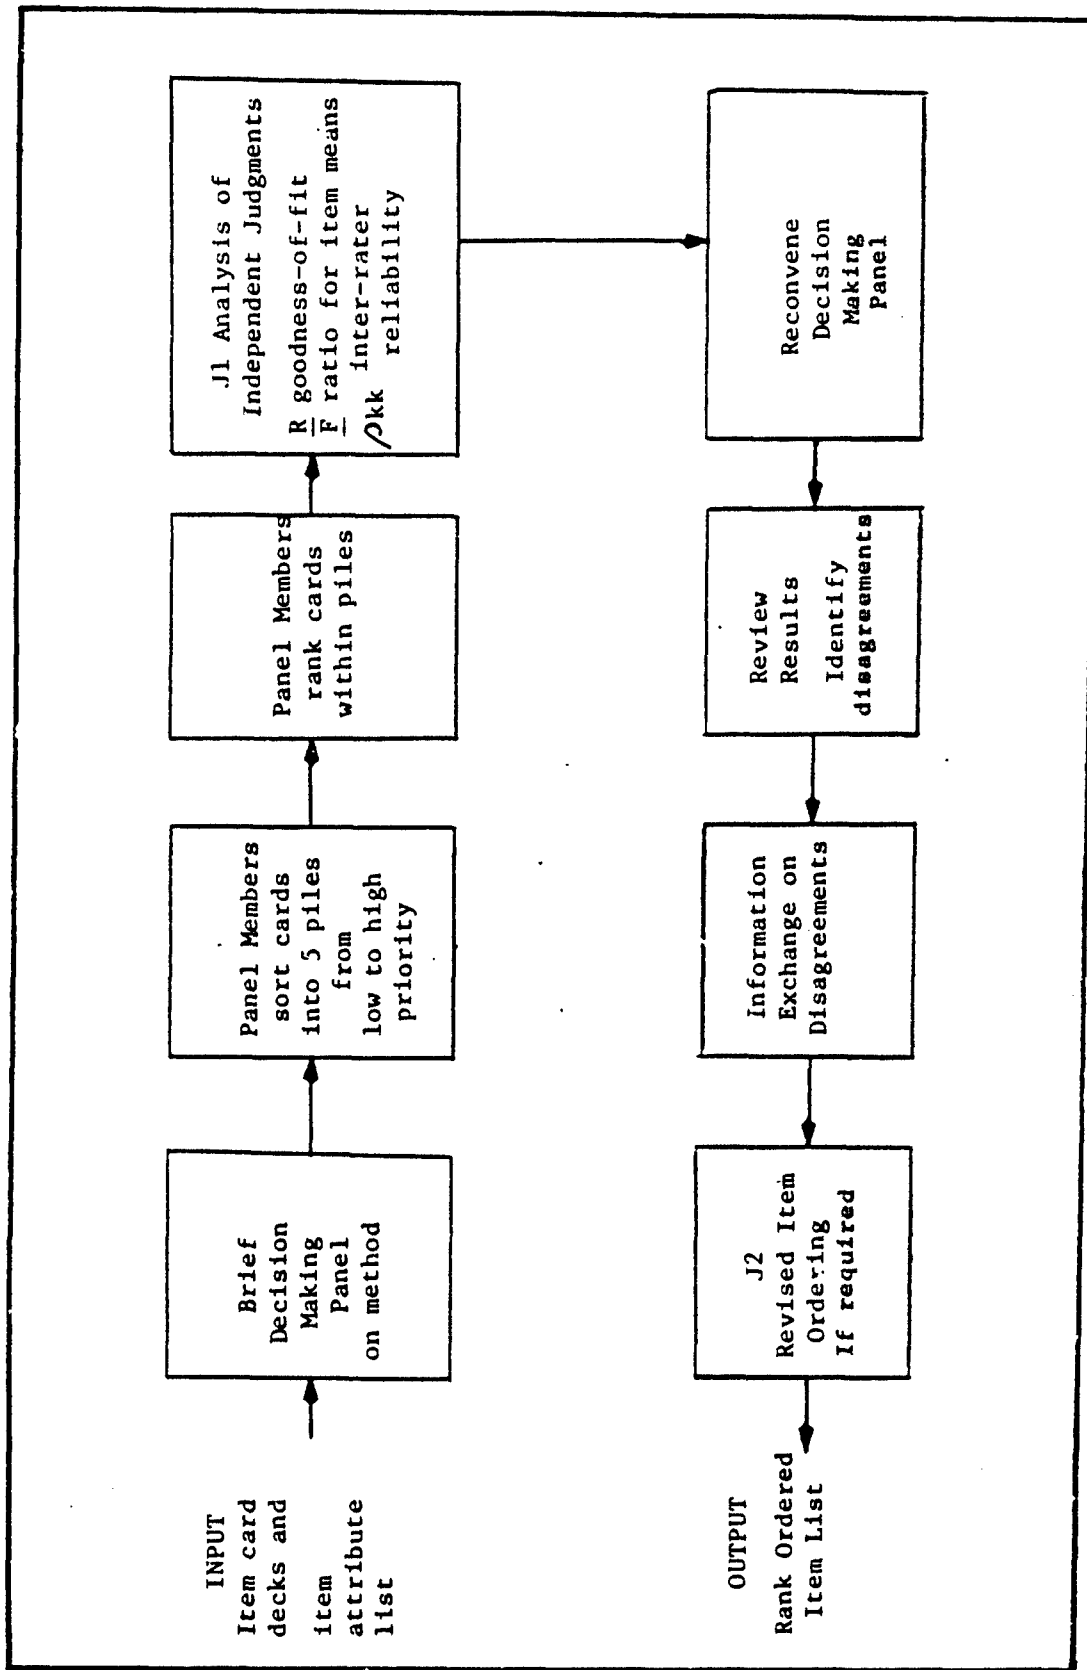 INPUT
Item card
decks and
item
attribute
list
Brief
Decision
Making
Panel
on method
Panel Members
sort cards
into 5 piles
from
low to high
priority
Panel Members
rank cards
within piles
J1 Analysis of
Independent Judgments
R goodness-of-fit
F ratio for item means
ρkk inter-rater
reliability
Reconvene
Decision
Making
Panel
Review
Results
Identify
disagreements
Information
Exchange on
Disagreements
J2
Revised Item
Ordering
If required
OUTPUT
Rank Ordered
Item List